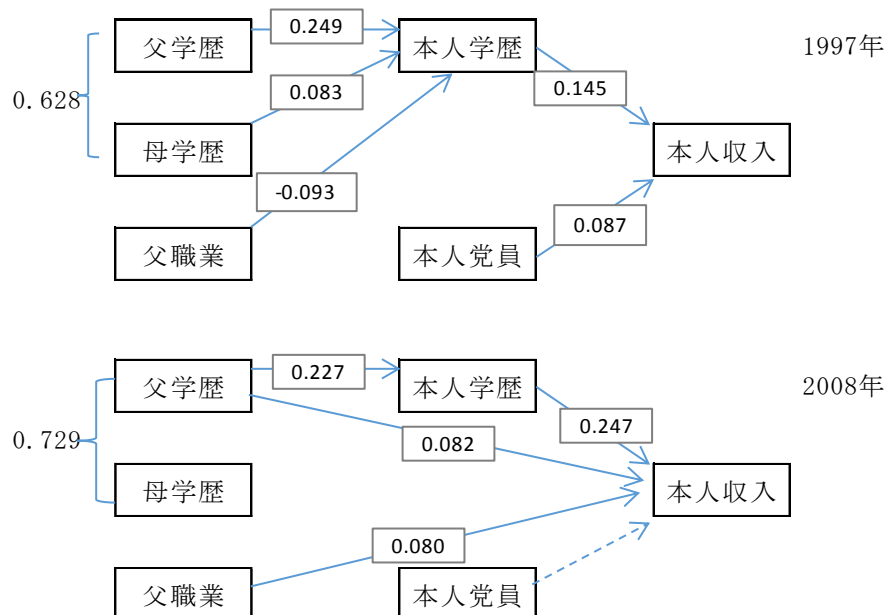 父学歴 0.249 本人学歴 1997年
0.628 0.083 0.145
母学歴 本人収入
-0.093
父職業 本人党員 0.087
父学歴 0.227 本人学歴 2008年
0.729 0.082 0.247
母学歴 本人収入
0.080
父職業 本人党員